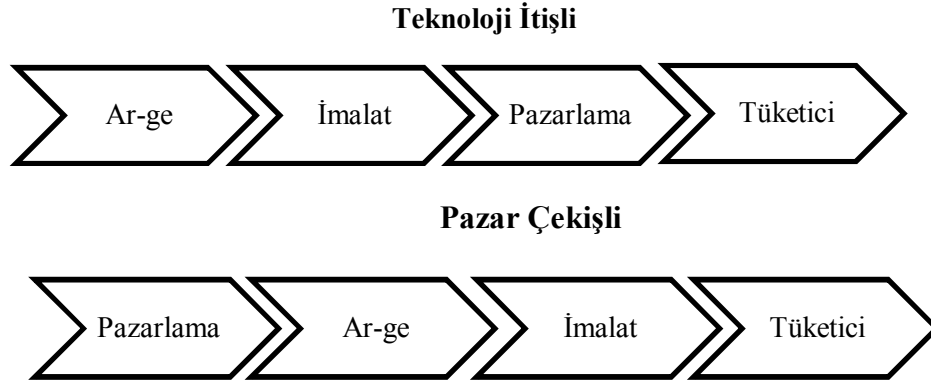 Teknoloji İtişli
Ar-ge
İmalat
Pazarlama
Tüketici
Pazar Çekişli
Pazarlama
Ar-ge
İmalat
Tüketici